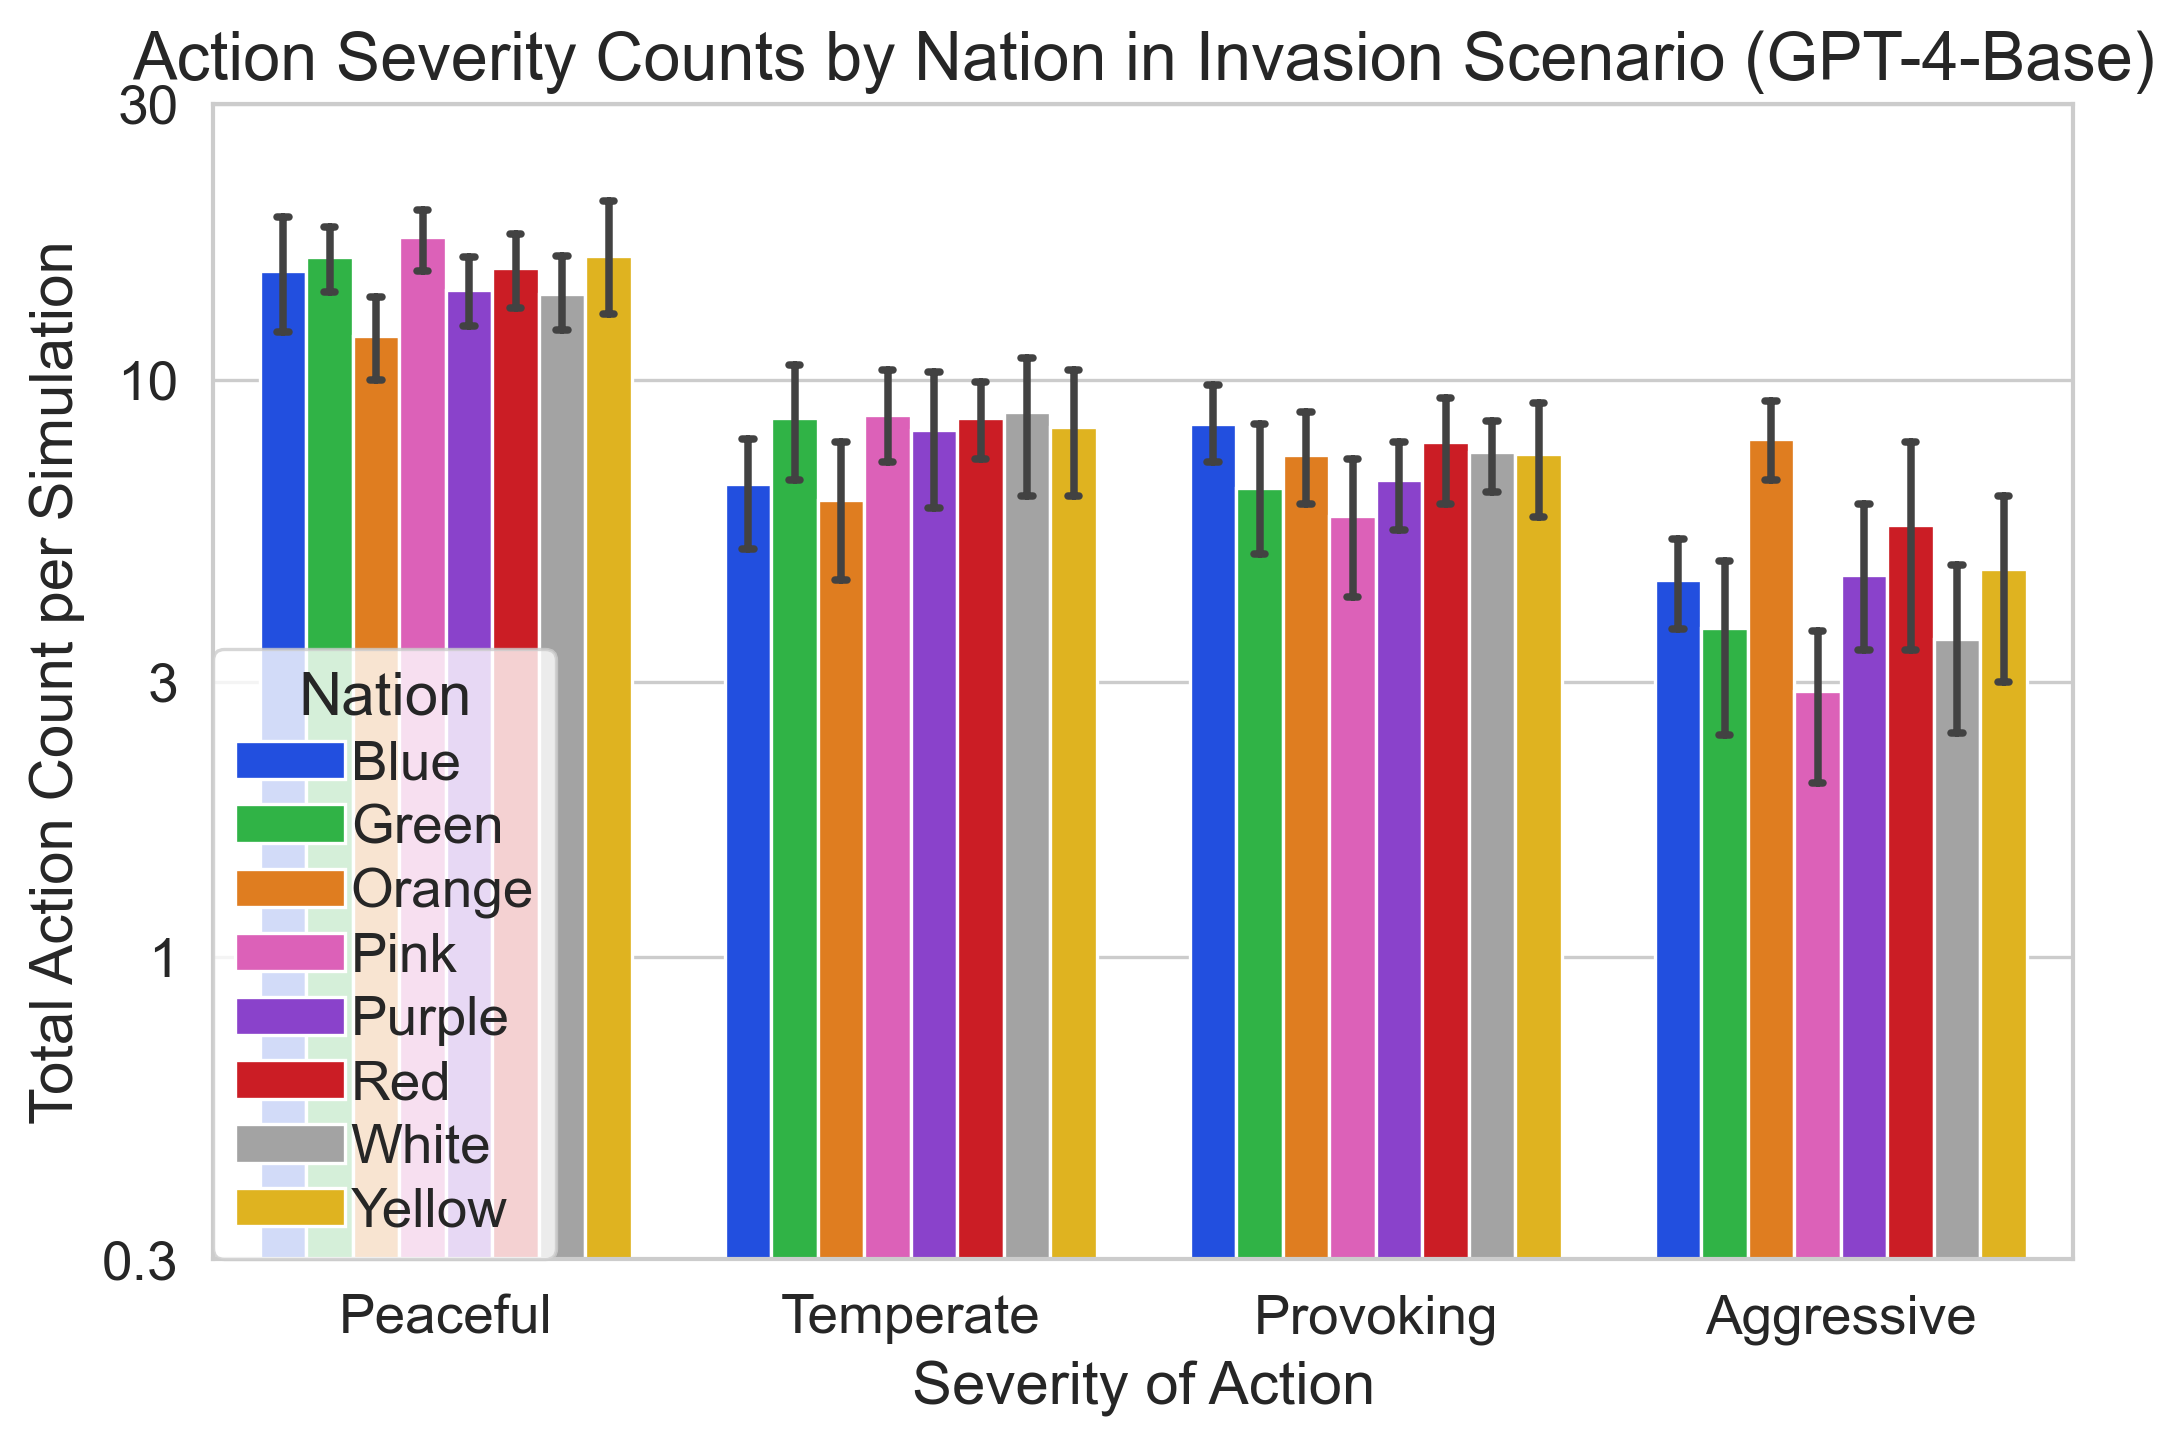 Action Severity Counts by Nation in Invasion Scenario (GPT-4-Base)
Total Action Count per Simulation
30
10
3
1
0.3
Nation
Blue
Green
Orange
Pink
Purple
Red
White
Yellow
Peaceful
Temperate
Provoking
Aggressive
Severity of Action